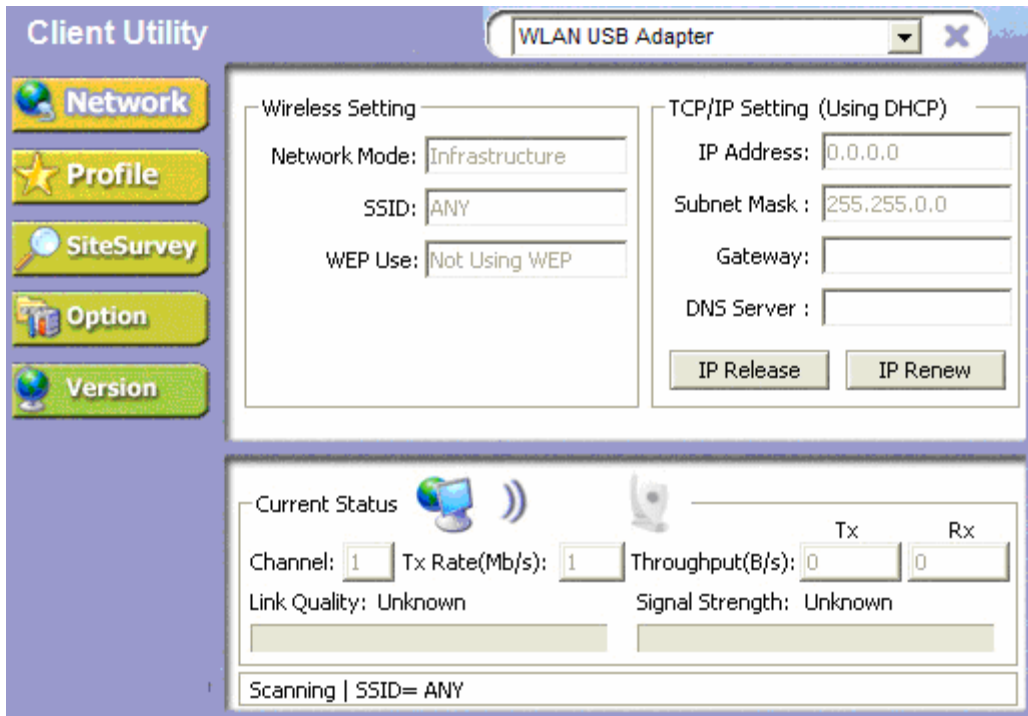 Client Utility
WLAN USB Adapter
Network
Profile
SiteSurvey
Option
Version
Wireless Setting
Network Mode: Infrastructure
SSID: ANY
WEP Use: Not Using WEP
TCP/IP Setting (Using DHCP)
IP Address: 0.0.0.0
Subnet Mask : 255.255.0.0
Gateway:
DNS Server :
IP Release IP Renew
Current Status
Tx Rx
Channel: 1 Tx Rate(Mb/s): 1 Throughput(B/s): 0 0
Link Quality: Unknown Signal Strength: Unknown
Scanning | SSID= ANY